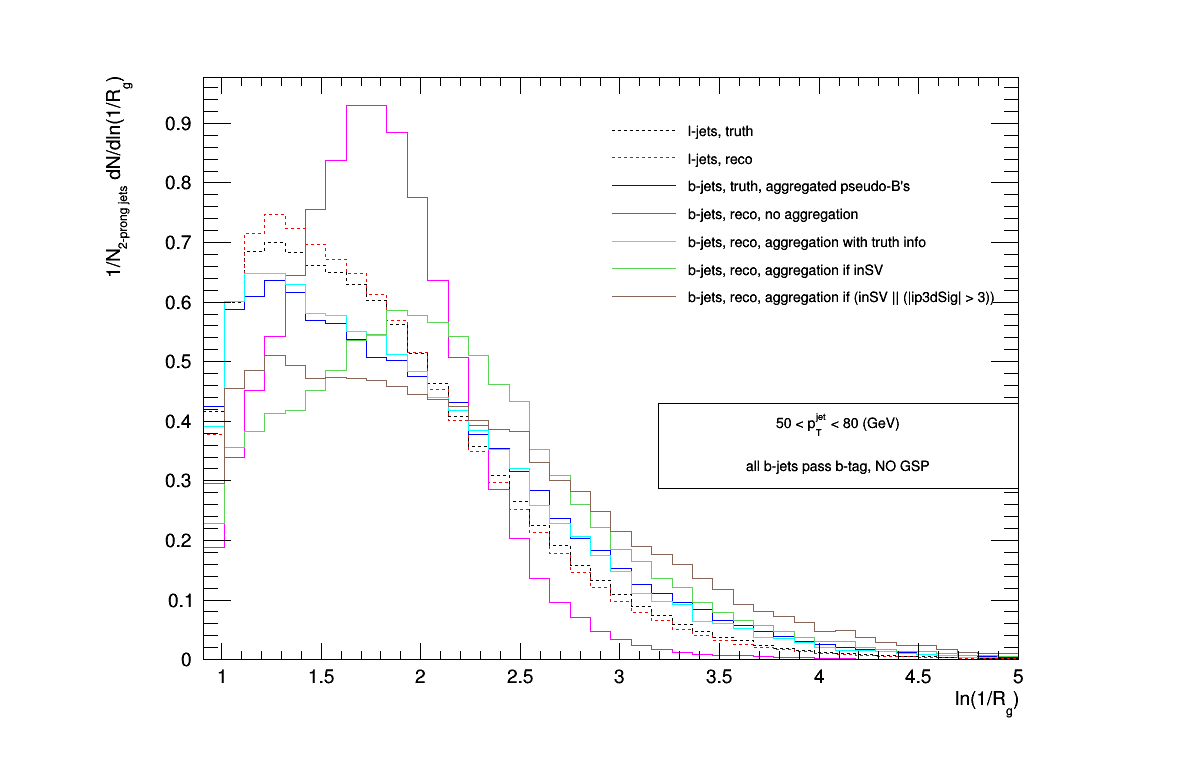 1/N2-prong jets dN/dln(1/Rg)
0.9
0.8
0.7
0.6
0.5
0.4
0.3
0.2
0.1
0
l-jets, truth
l-jets, reco
b-jets, truth, aggregated pseudo-B's
b-jets, reco, no aggregation
b-jets, reco, aggregation with truth info
b-jets, reco, aggregation if inSV
b-jets, reco, aggregation if (inSV || (|ip3dSig| > 3))
50 < pTjet < 80 (GeV)
all b-jets pass b-tag, NO GSP
1 1.5 2 2.5 3 3.5 4 4.5 5
ln(1/Rg)